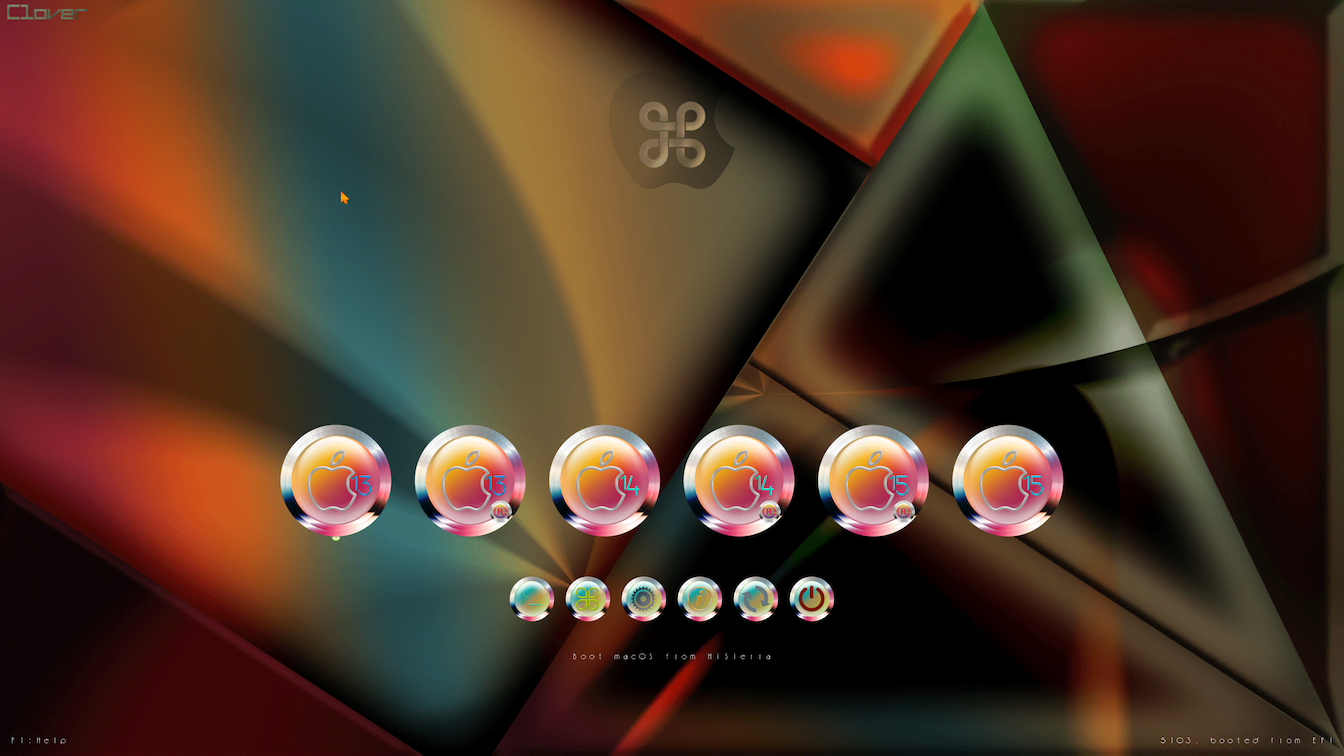 Clover
13 13 14 14 15 15
Boot macOS from HiSierra
F1:Help
5103, booted from EFI